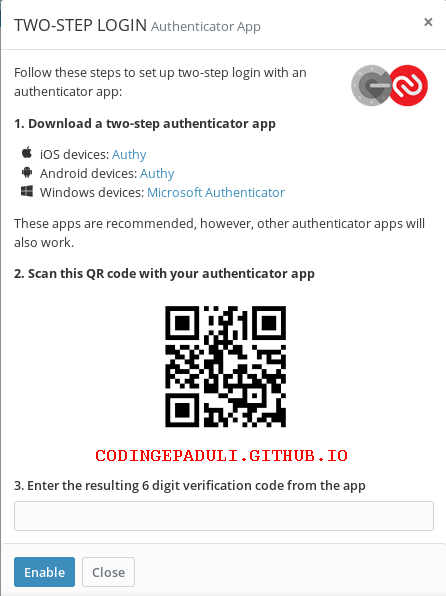 TWO-STEP LOGIN Authenticator App ×
Follow these steps to set up two-step login with an
authenticator app:
1. Download a two-step authenticator app
iOS devices: Authy
Android devices: Authy
Windows devices: Microsoft Authenticator
These apps are recommended, however, other authenticator apps will
also work.
2. Scan this QR code with your authenticator app
CODINGEPADULI.GITHUB.IO
3. Enter the resulting 6 digit verification code from the app
Enable Close